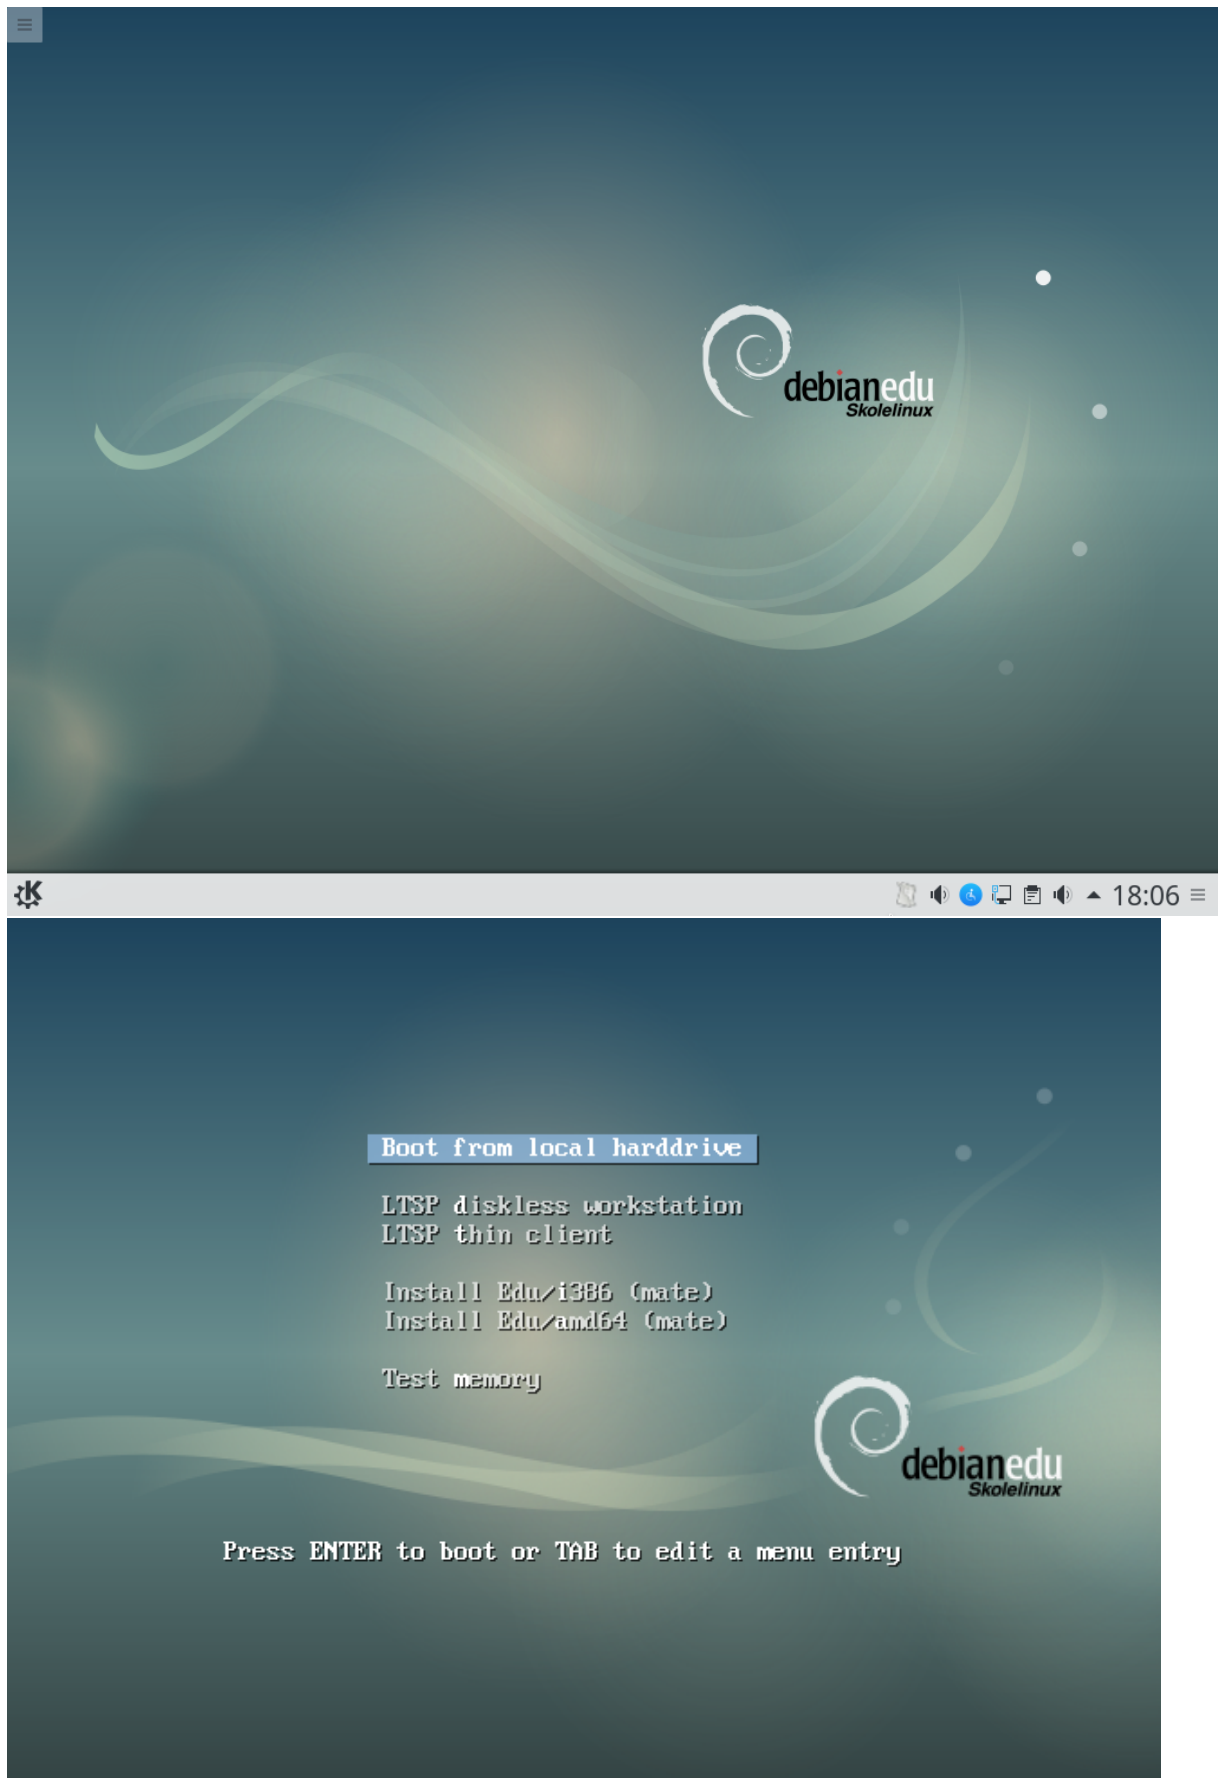 debianedu
Skolelinux
18:06
Boot from local harddrive
LTSP diskless workstation
LTSP thin client
Install Edu/i386 (mate)
Install Edu/amd64 (mate)
Test memory
debianedu
Skolelinux
Press ENTER to boot or TAB to edit a menu entry